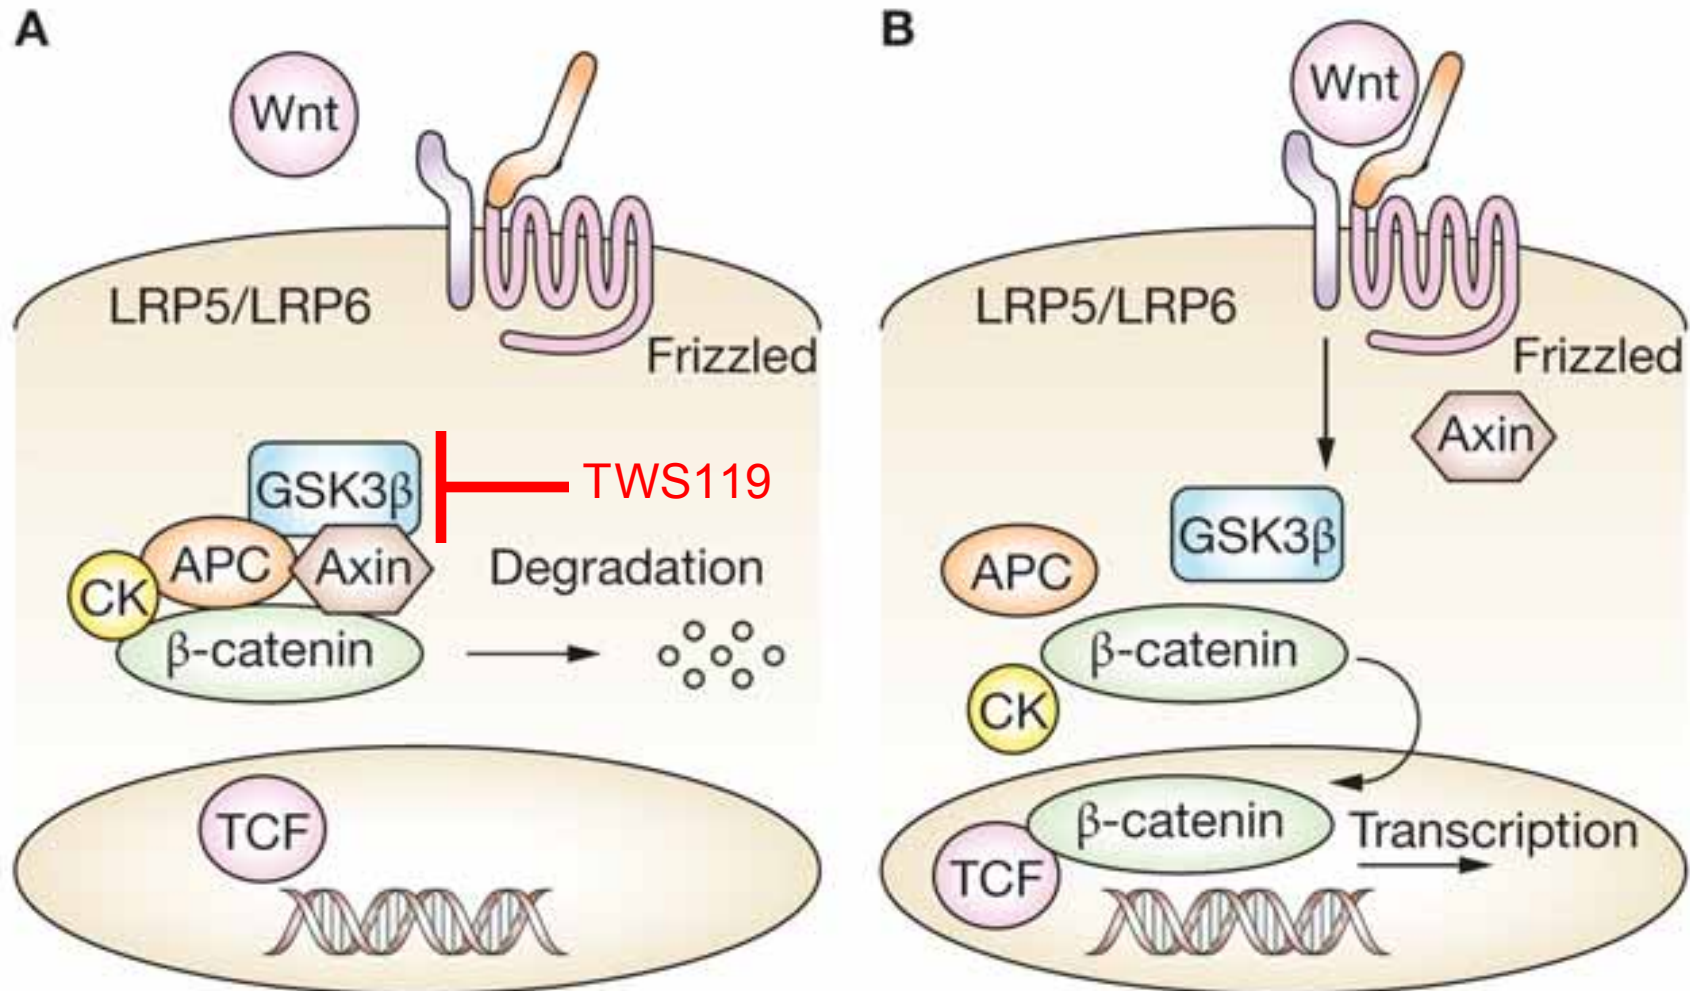 A
Wnt
LRP5/LRP6
Frizzled
GSK3β
TWS119
APC
Axin
CK
Degradation
β-catenin
TCF
B
Wnt
LRP5/LRP6
Frizzled
Axin
GSK3β
APC
β-catenin
CK
β-catenin
Transcription
TCF